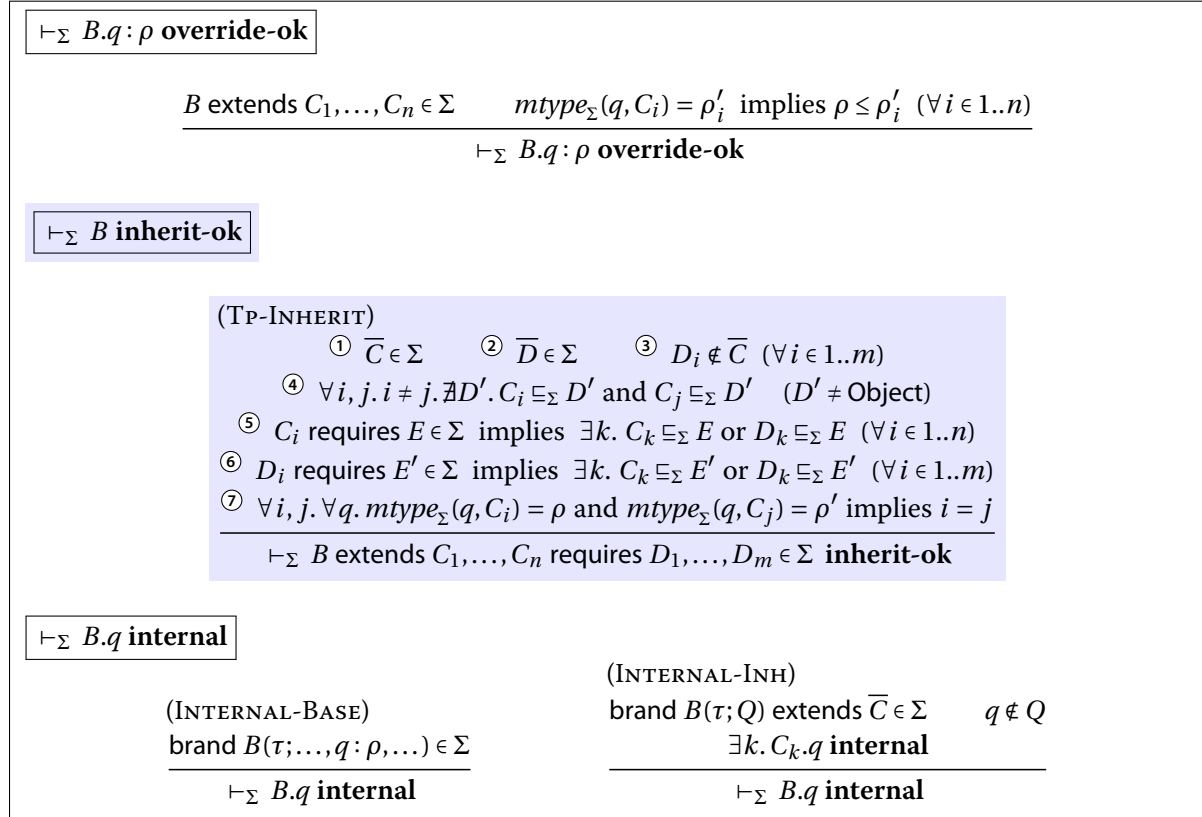 ⊢Σ B.q : ρ override-ok
B extends C₁,…,Cₙ ∈ Σ mtypeΣ(q, Cᵢ) = ρ′ᵢ implies ρ ≤ ρ′ᵢ (∀ i ∈ 1..n)
⊢Σ B.q : ρ override-ok
⊢Σ B inherit-ok
(Tp-Inherit)
① C̅ ∈ Σ ② D̅ ∈ Σ ③ Dᵢ ∉ C̅ (∀ i ∈ 1..m)
④ ∀ i, j. i ≠ j. ∄D′. Cᵢ ⊑Σ D′ and Cⱼ ⊑Σ D′ (D′ ≠ Object)
⑤ Cᵢ requires E ∈ Σ implies ∃k. Cₖ ⊑Σ E or Dₖ ⊑Σ E (∀ i ∈ 1..n)
⑥ Dᵢ requires E′ ∈ Σ implies ∃k. Cₖ ⊑Σ E′ or Dₖ ⊑Σ E′ (∀ i ∈ 1..m)
⑦ ∀ i, j. ∀q. mtypeΣ(q, Cᵢ) = ρ and mtypeΣ(q, Cⱼ) = ρ′ implies i = j
⊢Σ B extends C₁,…,Cₙ requires D₁,…,Dₘ ∈ Σ inherit-ok
⊢Σ B.q internal
(Internal-Base)
brand B(τ; …, q : ρ, …) ∈ Σ
⊢Σ B.q internal
(Internal-Inh)
brand B(τ; Q) extends C̅ ∈ Σ q ∉ Q
∃k. Cₖ.q internal
⊢Σ B.q internal